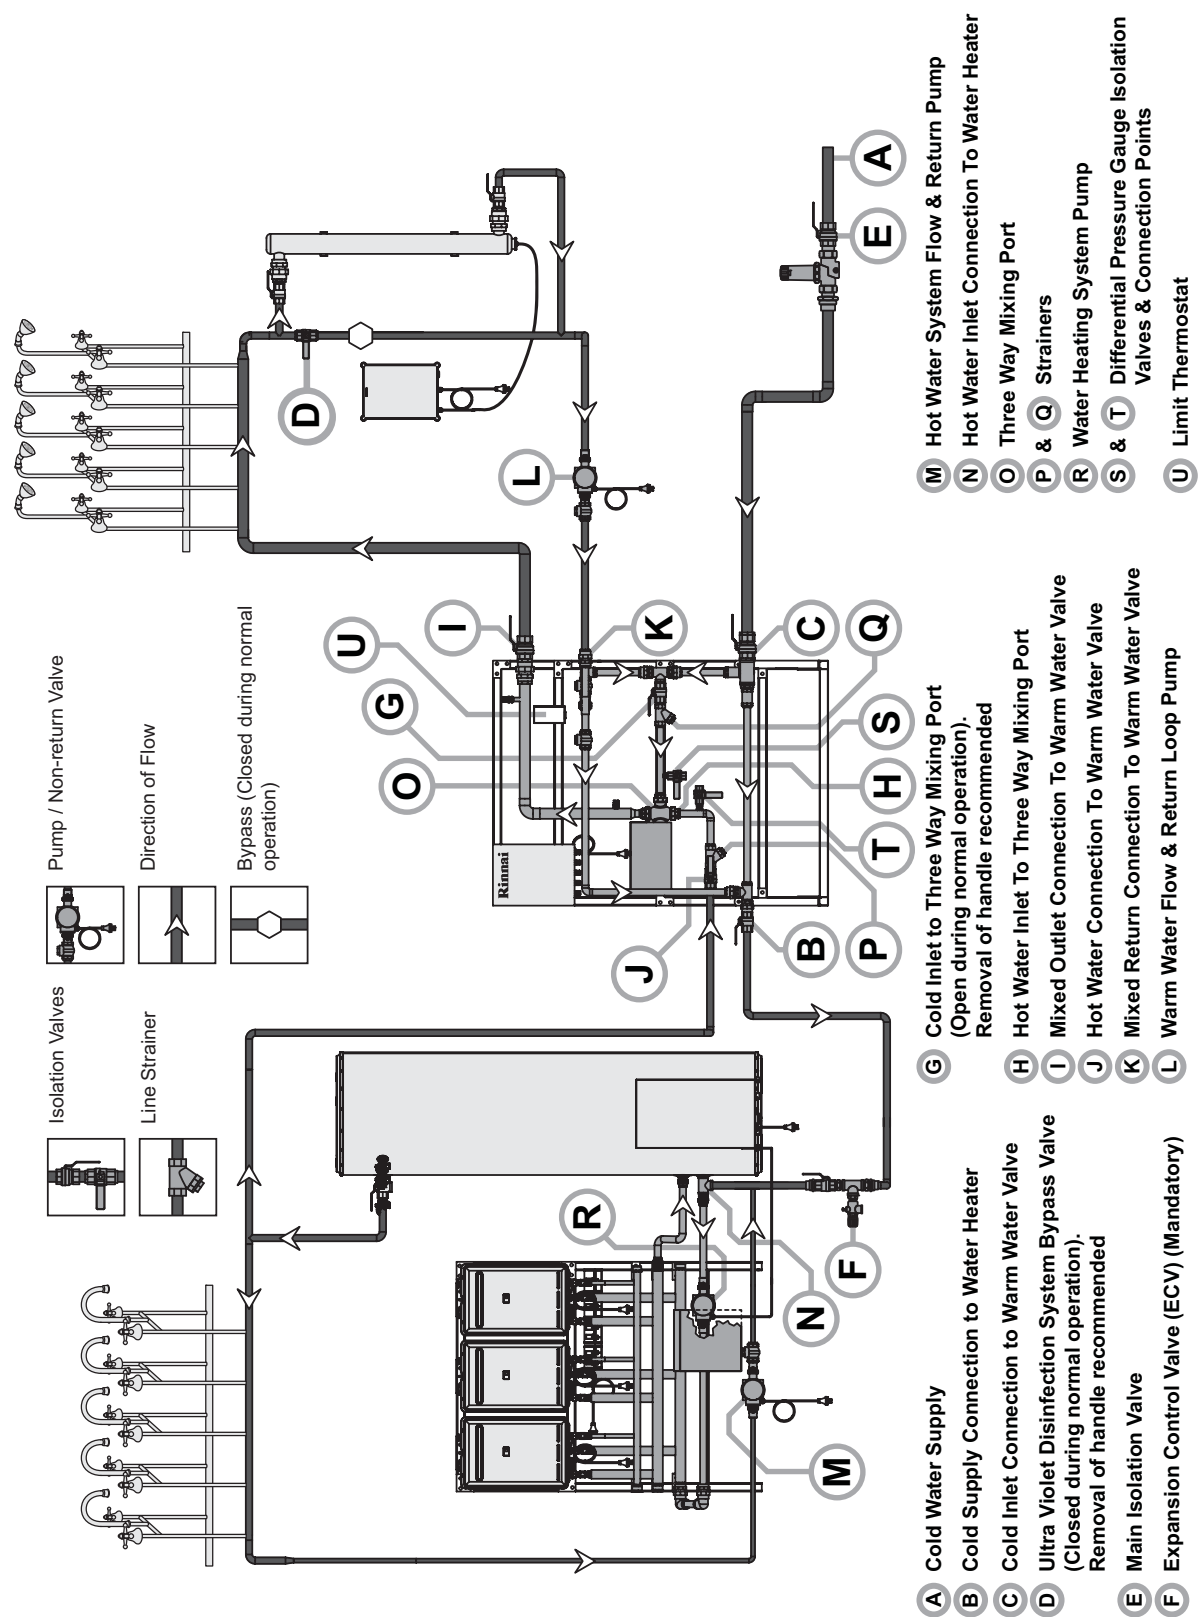 Isolation Valves
Line Strainer
Pump / Non-return Valve
Direction of Flow
Bypass (Closed during normal
operation)
D
L
U
G
I
O
K
C
Q
S
H
T
P
B
J
E
A
R
N
F
M
Rinnai
A Cold Water Supply
B Cold Supply Connection to Water Heater
C Cold Inlet Connection to Warm Water Valve
D Ultra Violet Disinfection System Bypass Valve
(Closed during normal operation).
Removal of handle recommended
E Main Isolation Valve
F Expansion Control Valve (ECV) (Mandatory)
G Cold Inlet to Three Way Mixing Port
(Open during normal operation).
Removal of handle recommended
H Hot Water Inlet To Three Way Mixing Port
I Mixed Outlet Connection To Warm Water Valve
J Hot Water Connection To Warm Water Valve
K Mixed Return Connection To Warm Water Valve
L Warm Water Flow & Return Loop Pump
M Hot Water System Flow & Return Pump
N Hot Water Inlet Connection To Water Heater
O Three Way Mixing Port
P & Q Strainers
R Water Heating System Pump
S & T Differential Pressure Gauge Isolation
Valves & Connection Points
U Limit Thermostat